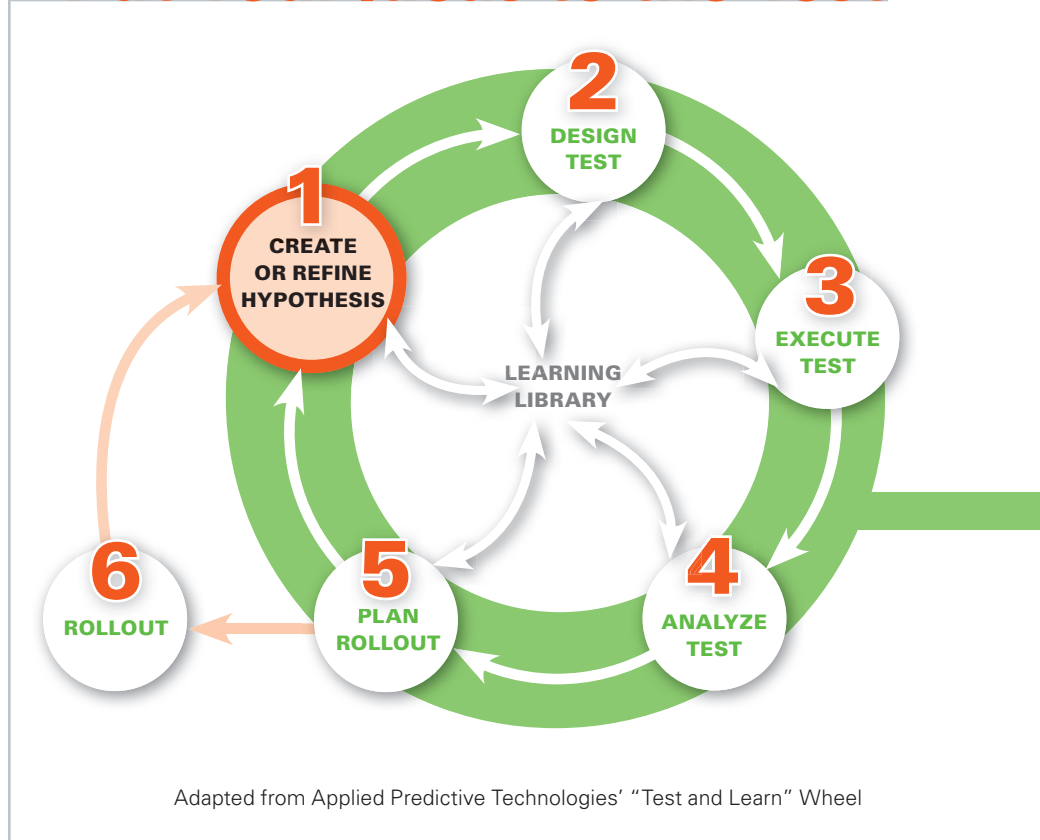 1
CREATE
OR REFINE
HYPOTHESIS
2
DESIGN
TEST
3
EXECUTE
TEST
4
ANALYZE
TEST
5
PLAN
ROLLOUT
6
ROLLOUT
LEARNING
LIBRARY
Adapted from Applied Predictive Technologies’ “Test and Learn” Wheel